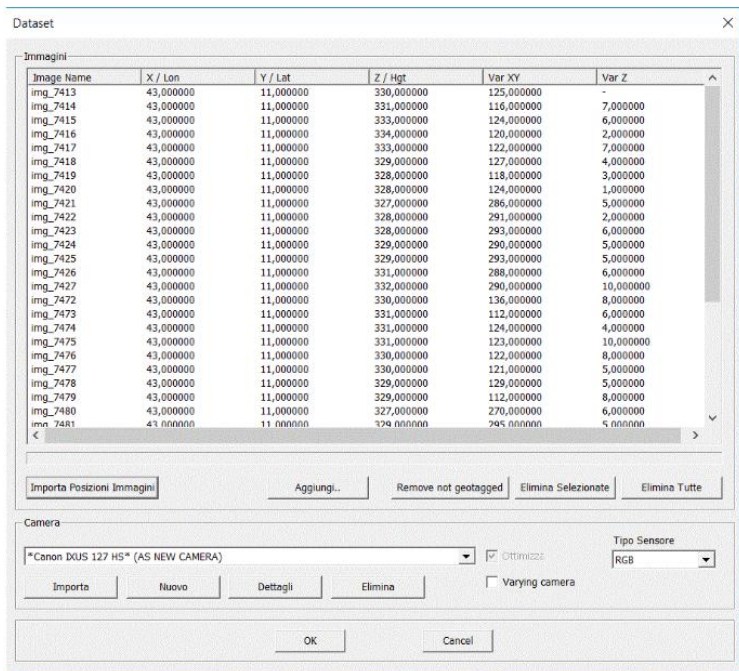 Dataset
Immagini
Image Name X / Lon Y / Lat Z / Hgt Var XY Var Z
img_7413 43,000000 11,000000 330,000000 125,000000 -
img_7414 43,000000 11,000000 331,000000 116,000000 7,000000
img_7415 43,000000 11,000000 333,000000 124,000000 6,000000
img_7416 43,000000 11,000000 334,000000 120,000000 2,000000
img_7417 43,000000 11,000000 333,000000 122,000000 7,000000
img_7418 43,000000 11,000000 329,000000 127,000000 4,000000
img_7419 43,000000 11,000000 328,000000 118,000000 3,000000
img_7420 43,000000 11,000000 328,000000 124,000000 1,000000
img_7421 43,000000 11,000000 327,000000 286,000000 5,000000
img_7422 43,000000 11,000000 328,000000 291,000000 2,000000
img_7423 43,000000 11,000000 328,000000 293,000000 6,000000
img_7424 43,000000 11,000000 329,000000 290,000000 5,000000
img_7425 43,000000 11,000000 329,000000 293,000000 5,000000
img_7426 43,000000 11,000000 331,000000 288,000000 6,000000
img_7427 43,000000 11,000000 332,000000 290,000000 10,000000
img_7472 43,000000 11,000000 330,000000 136,000000 8,000000
img_7473 43,000000 11,000000 331,000000 112,000000 6,000000
img_7474 43,000000 11,000000 331,000000 124,000000 4,000000
img_7475 43,000000 11,000000 331,000000 123,000000 10,000000
img_7476 43,000000 11,000000 330,000000 122,000000 8,000000
img_7477 43,000000 11,000000 330,000000 121,000000 5,000000
img_7478 43,000000 11,000000 329,000000 129,000000 5,000000
img_7479 43,000000 11,000000 329,000000 112,000000 8,000000
img_7480 43,000000 11,000000 327,000000 270,000000 6,000000
img_7481 43,000000 11,000000 329,000000 295,000000 5,000000
Importa Posizioni Immagini Aggiungi.. Remove not geotagged Elimina Selezionate Elimina Tutte
Camera
Tipo Sensore
*Canon IXUS 127 HS* (AS NEW CAMERA) Ottimizza RGB
Importa Nuovo Dettagli Elimina Varying camera
OK Cancel